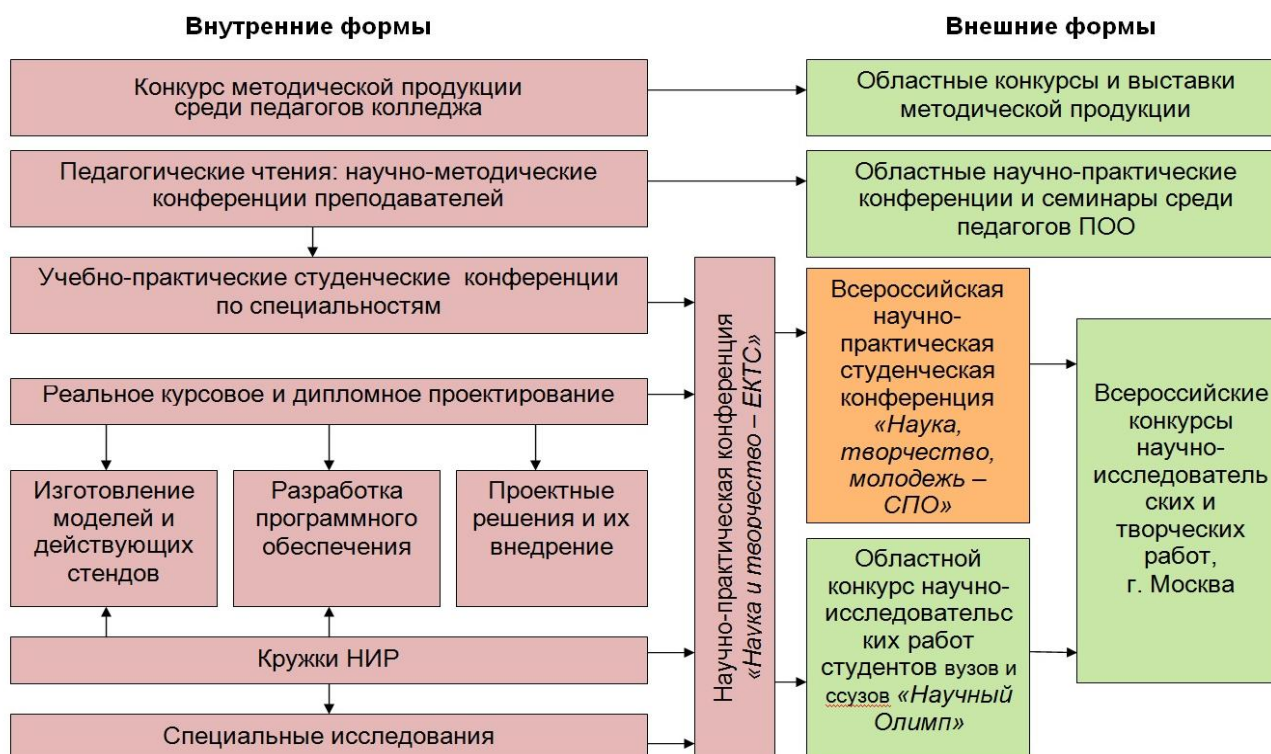 Внутренние формы
Внешние формы
Конкурс методической продукции
среди педагогов колледжа
Областные конкурсы и выставки
методической продукции
Педагогические чтения: научно-методические
конференции преподавателей
Областные научно-практические
конференции и семинары среди
педагогов ПОО
Учебно-практические студенческие конференции
по специальностям
Реальное курсовое и дипломное проектирование
Изготовление
моделей и
действующих
стендов
Разработка
программного
обеспечения
Проектные
решения и их
внедрение
Кружки НИР
Специальные исследования
Научно-практическая конференция
«Наука и творчество – ЕКТС»
Всероссийская
научно-
практическая
студенческая
конференция
«Наука,
творчество,
молодежь –
СПО»
Областной
конкурс научно-
исследовательс
ких работ
студентов вузов и
ссузов «Научный
Олимп»
Всероссийские
конкурсы
научно-
исследователь
ских и
творческих
работ,
г. Москва